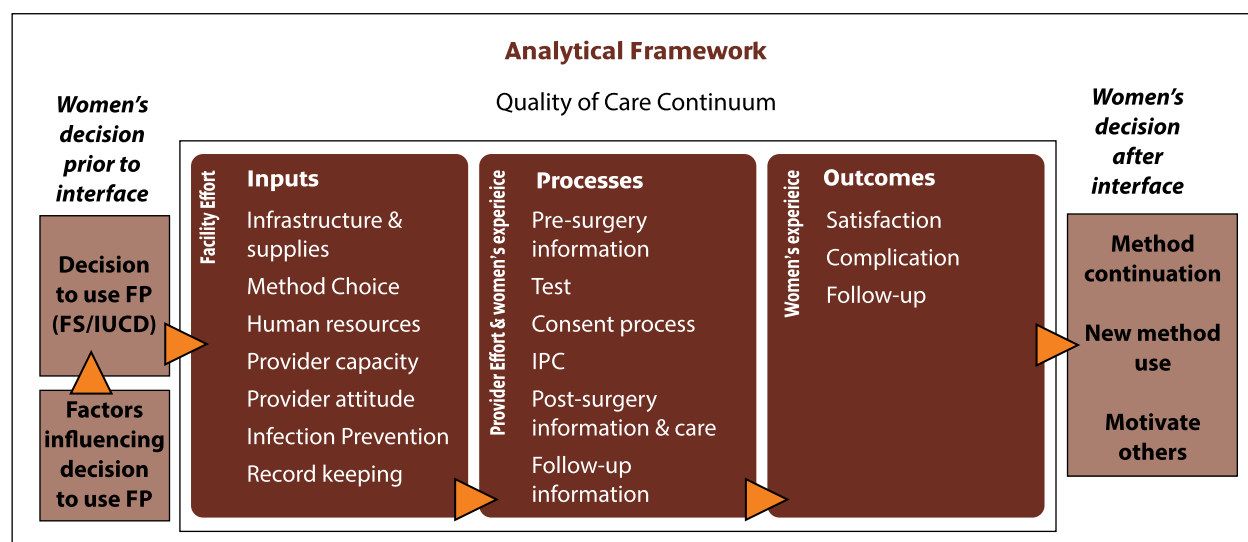 Analytical Framework
Quality of Care Continuum
Women’s
decision
prior to
interface
Decision
to use FP
(FS/IUCD)
Factors
influencing
decision
to use FP
Facility Effort
Inputs
Infrastructure &
supplies
Method Choice
Human resources
Provider capacity
Provider attitude
Infection Prevention
Record keeping
Provider Effort & women’s experieice
Processes
Pre-surgery
information
Test
Consent process
IPC
Post-surgery
information & care
Follow-up
information
Women’s experieice
Outcomes
Satisfaction
Complication
Follow-up
Women’s
decision
after
interface
Method
continuation
New method
use
Motivate
others